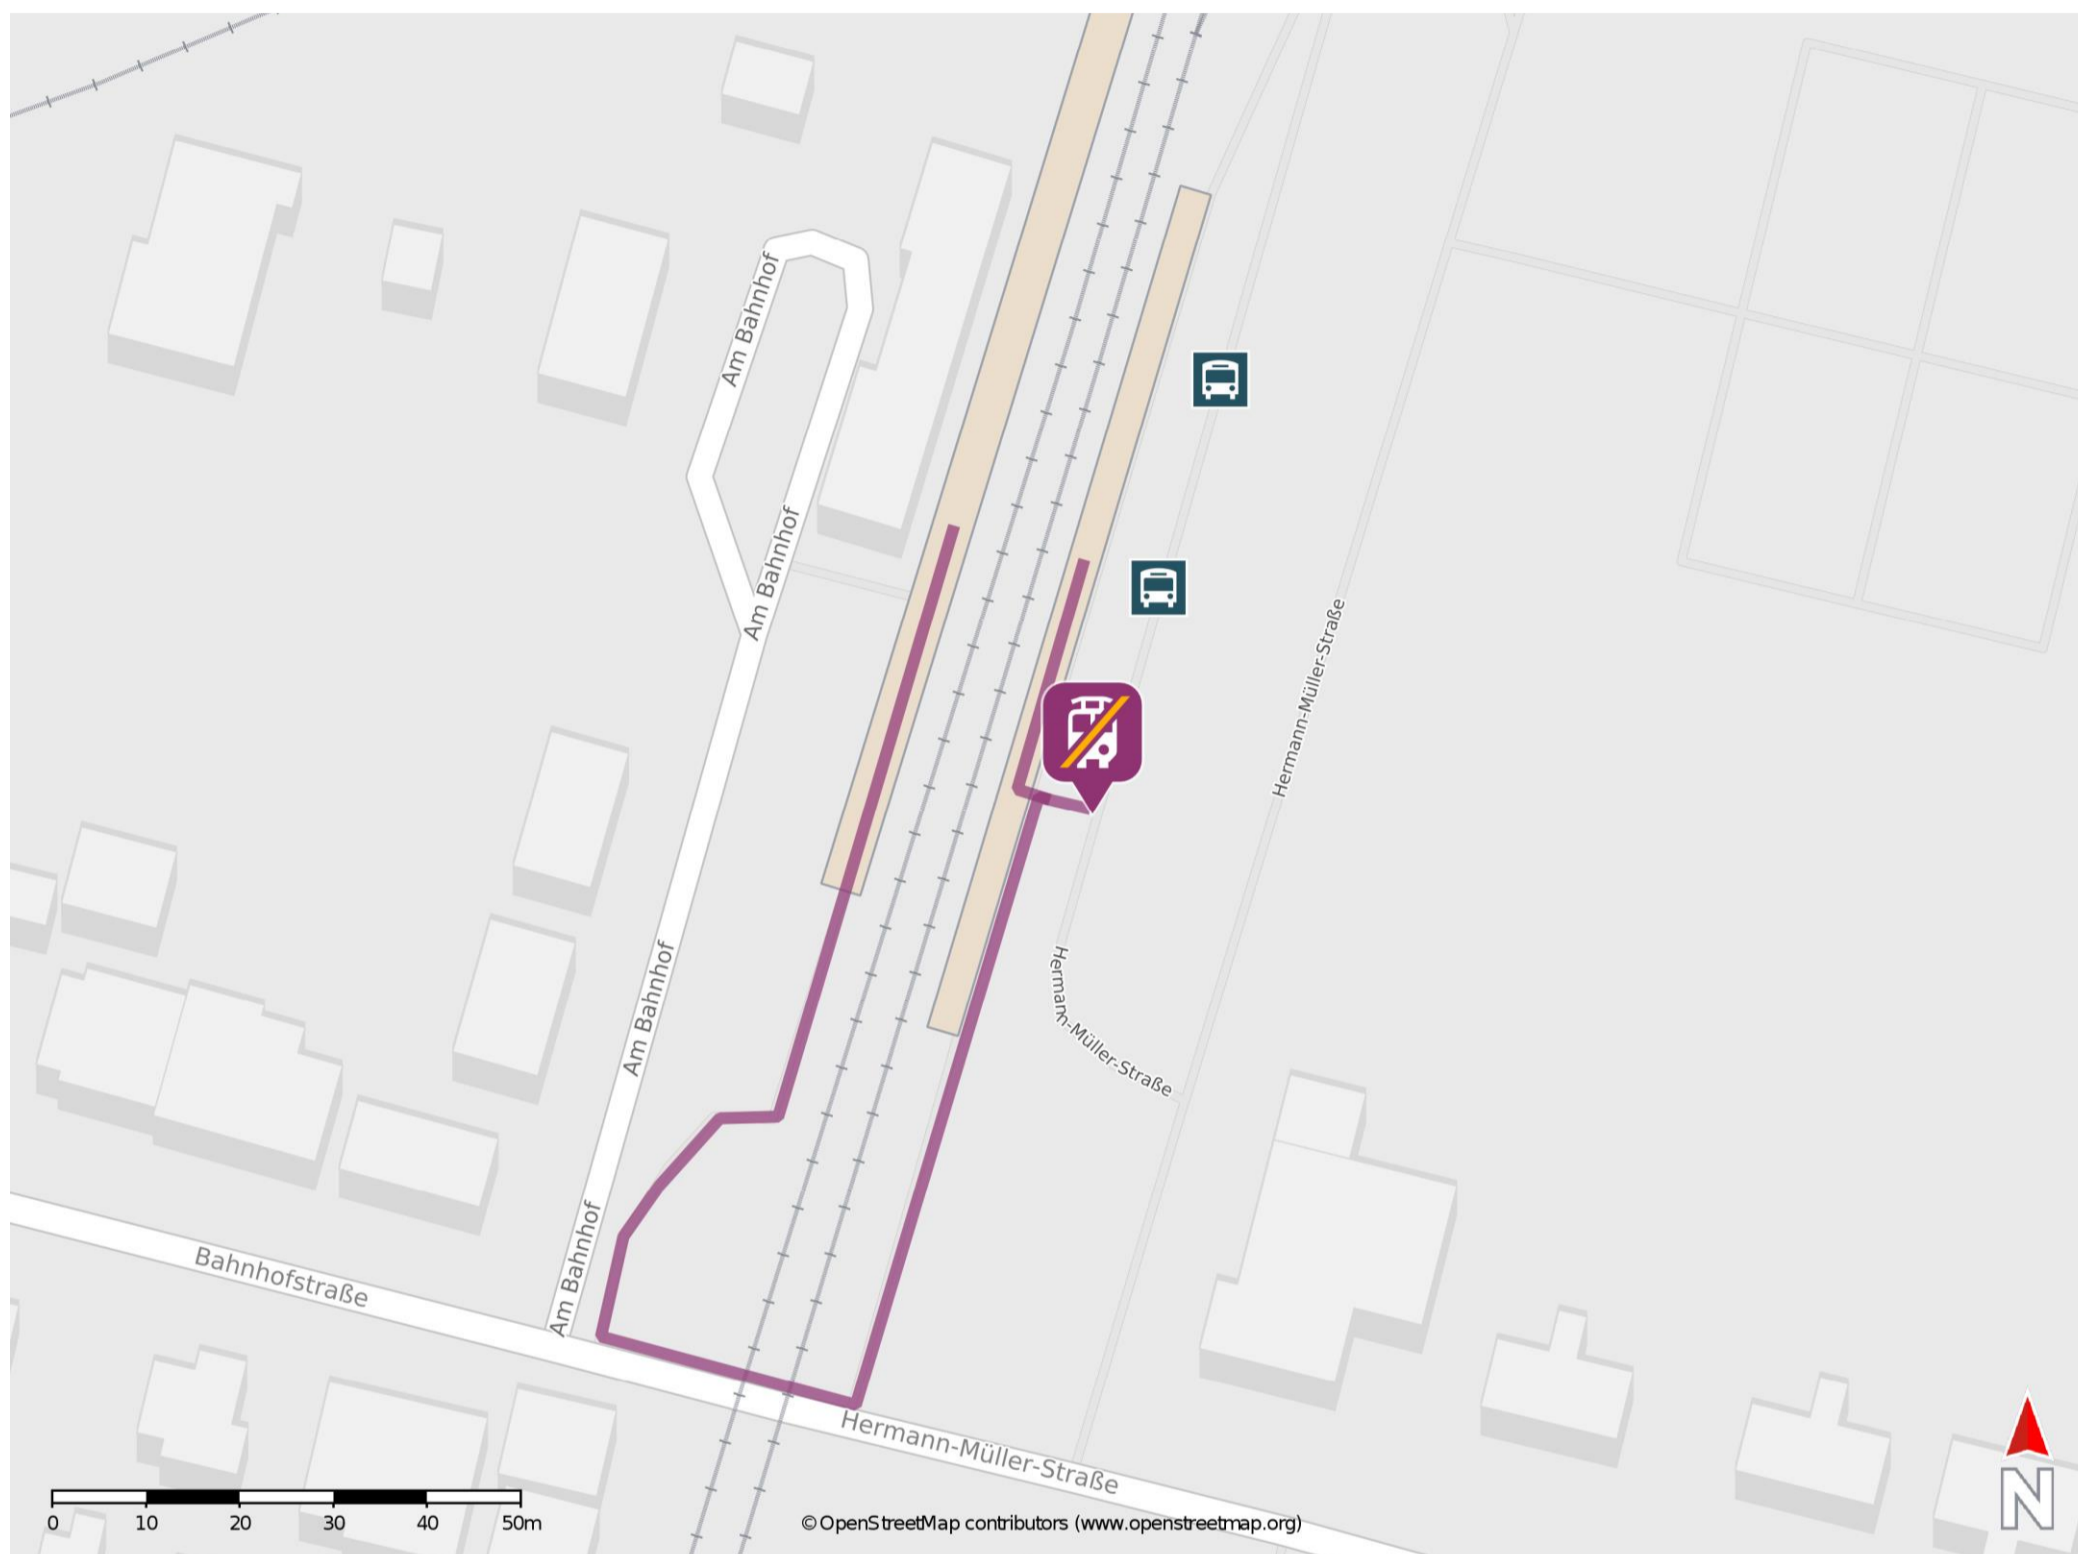 Am Bahnhof
Am Bahnhof
Hermann-Müller-Straße
Am Bahnhof
Hermann-Müller-Straße
Am Bahnhof
Bahnhofstraße
Hermann-Müller-Straße
0 10 20 30 40 50m
© OpenStreetMap contributors (www.openstreetmap.org)
N